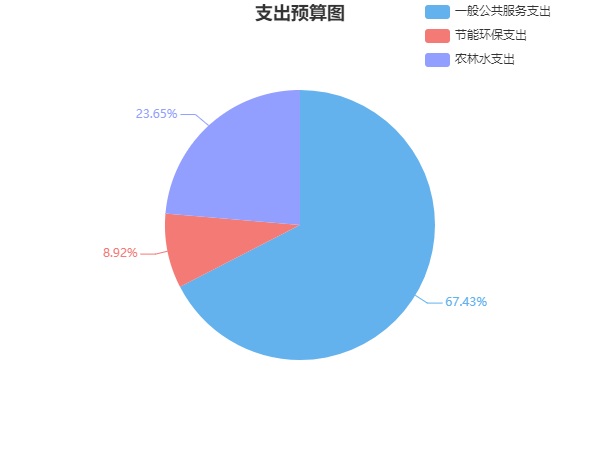 支出预算图
一般公共服务支出
节能环保支出
农林水支出
23.65%
8.92%
67.43%